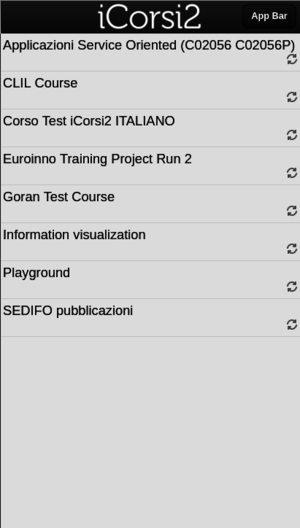 iCorsi2
App Bar
Applicazioni Service Oriented (C02056 C02056P)
CLIL Course
Corso Test iCorsi2 ITALIANO
Euroinno Training Project Run 2
Goran Test Course
Information visualization
Playground
SEDIFO pubblicazioni